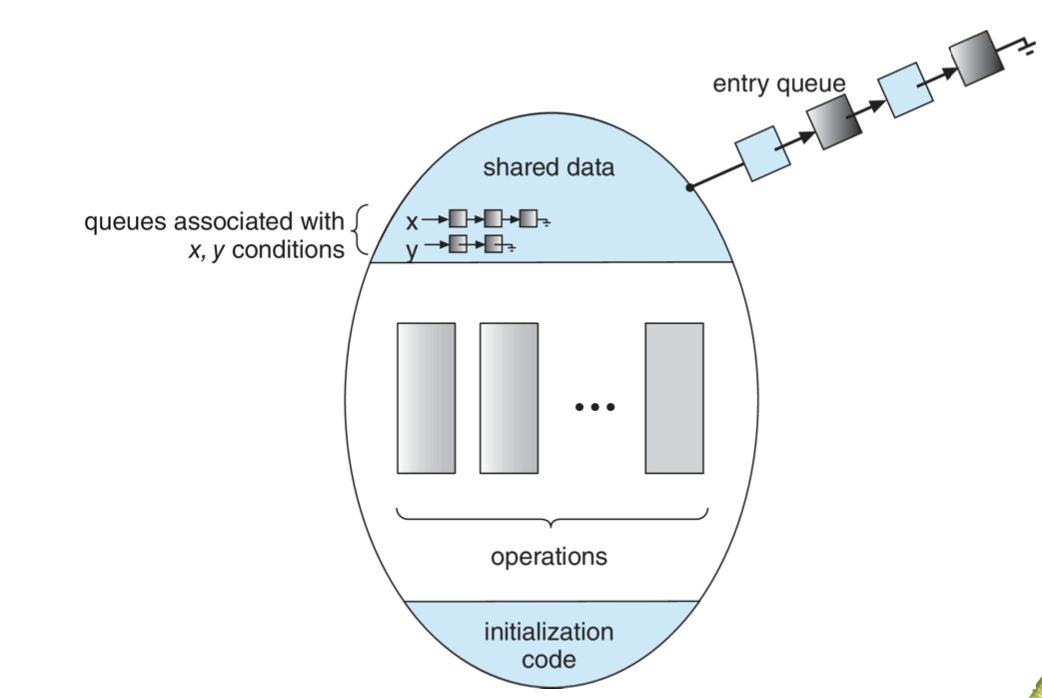 entry queue
shared data
queues associated with
x, y conditions
x
y
operations
initialization
code